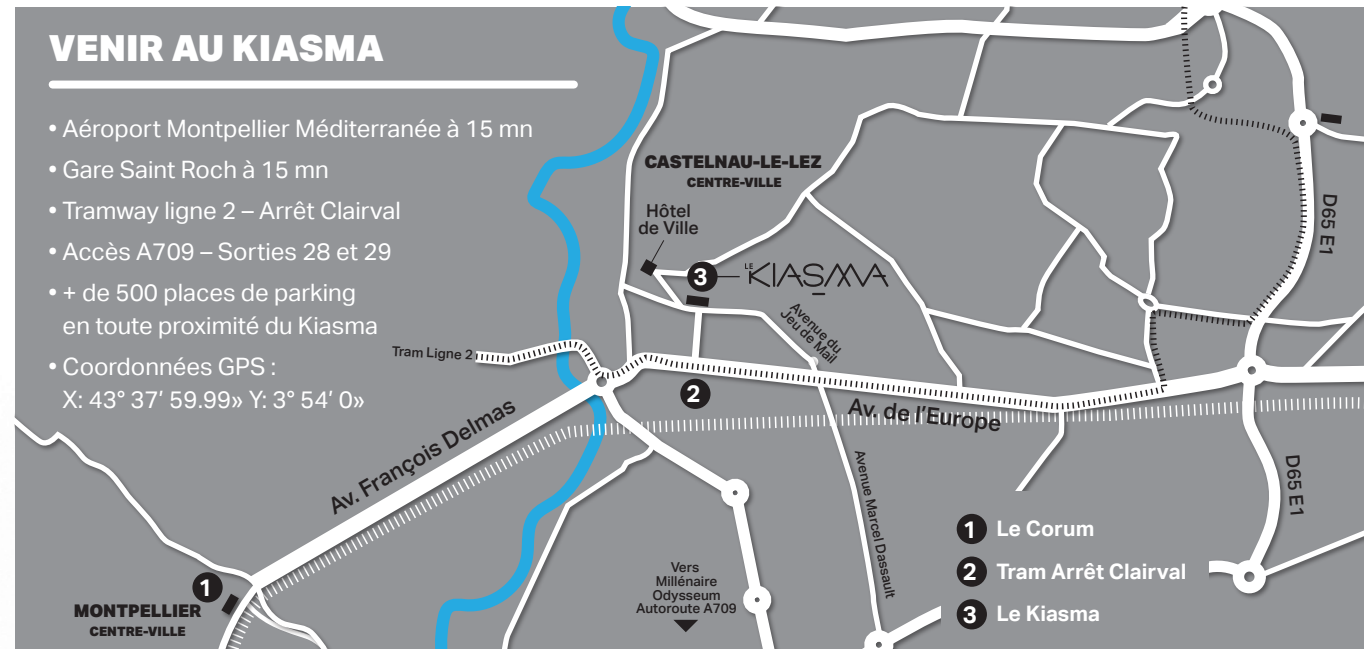 VENIR AU KIASMA
• Aéroport Montpellier Méditerranée à 15 mn
• Gare Saint Roch à 15 mn
• Tramway ligne 2 – Arrêt Clairval
• Accès A709 – Sorties 28 et 29
• + de 500 places de parking
en toute proximité du Kiasma
• Coordonnées GPS :
X: 43° 37’ 59.99» Y: 3° 54’ 0»
CASTELNAU-LE-LEZ
CENTRE-VILLE
Hôtel
de Ville
3
LE KIASMA
Avenue du
Jeu de Mail
D65 E1
Tram Ligne 2
2
Av. François Delmas
Av. de l’Europe
Avenue Marcel Dassault
D65 E1
1
MONTPELLIER
CENTRE-VILLE
Vers
Millénaire
Odysseum
Autoroute A709
1 Le Corum
2 Tram Arrêt Clairval
3 Le Kiasma